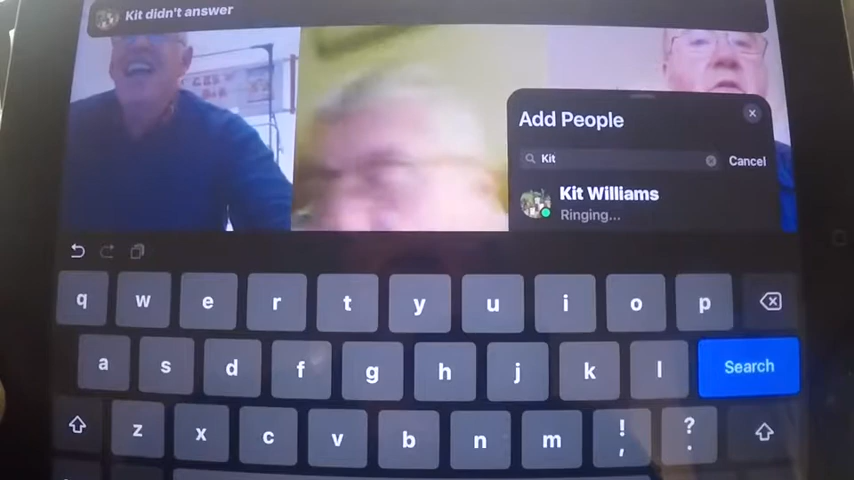 Kit didn't answer
Add People
Kit
Cancel
Kit Williams
Ringing...
q w e r t y u i o p
a s d f g h j k l Search
z x c v b n m ! , ? .